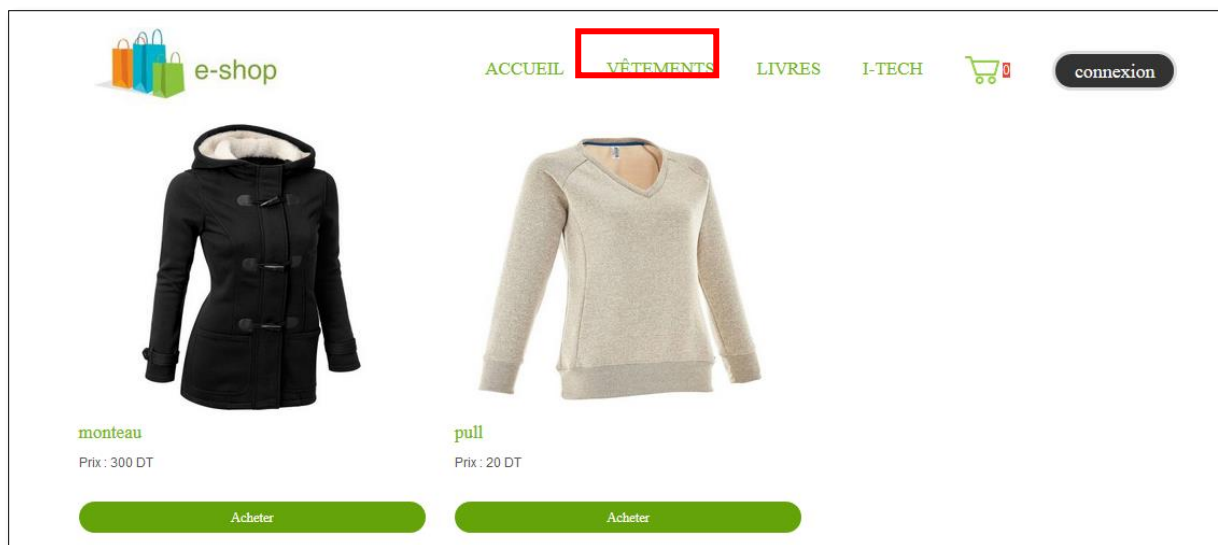 e-shop
ACCUEIL VÊTEMENTS LIVRES I-TECH 0 connexion
monteau pull
Prix : 300 DT Prix : 20 DT
Acheter Acheter